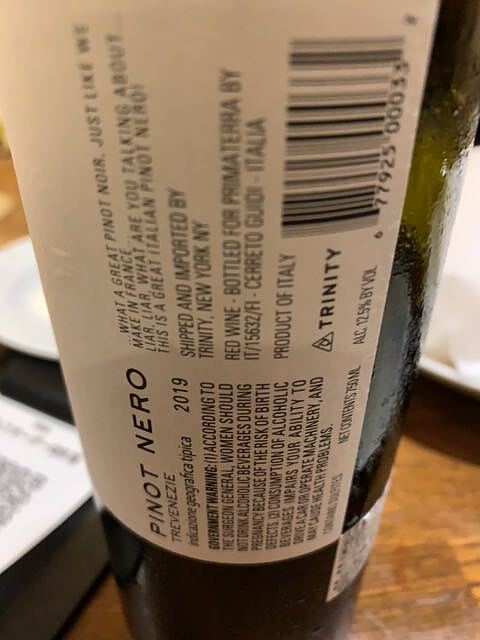 PINOT NERO
TREVENEZIE
indicazione geografica tipica 2019
GOVERNMENT WARNING: (1) ACCORDING TO
THE SURGEON GENERAL, WOMEN SHOULD
NOT DRINK ALCOHOLIC BEVERAGES DURING
PREGNANCY BECAUSE OF THE RISK OF BIRTH
DEFECTS. (2) CONSUMPTION OF ALCOHOLIC
BEVERAGES IMPAIRS YOUR ABILITY TO
DRIVE A CAR OR OPERATE MACHINERY, AND
MAY CAUSE HEALTH PROBLEMS.
CONTAINS SULFITES
NET CONTENTS 750 ML
WHAT A GREAT PINOT NOIR, JUST LIKE WE
MAKE IN FRANCE.
LIAR, LIAR, WHAT ARE YOU TALKING ABOUT.
THIS IS A GREAT ITALIAN PINOT NERO!
SHIPPED AND IMPORTED BY
TRINITY, NEW YORK NY
RED WINE - BOTTLED FOR PRIMATERRA BY
IT/15632/FI - CERRETO GUIDI - ITALIA
PRODUCT OF ITALY
TRINITY
ALC. 12.5% BY VOL
6 77925 00033 8